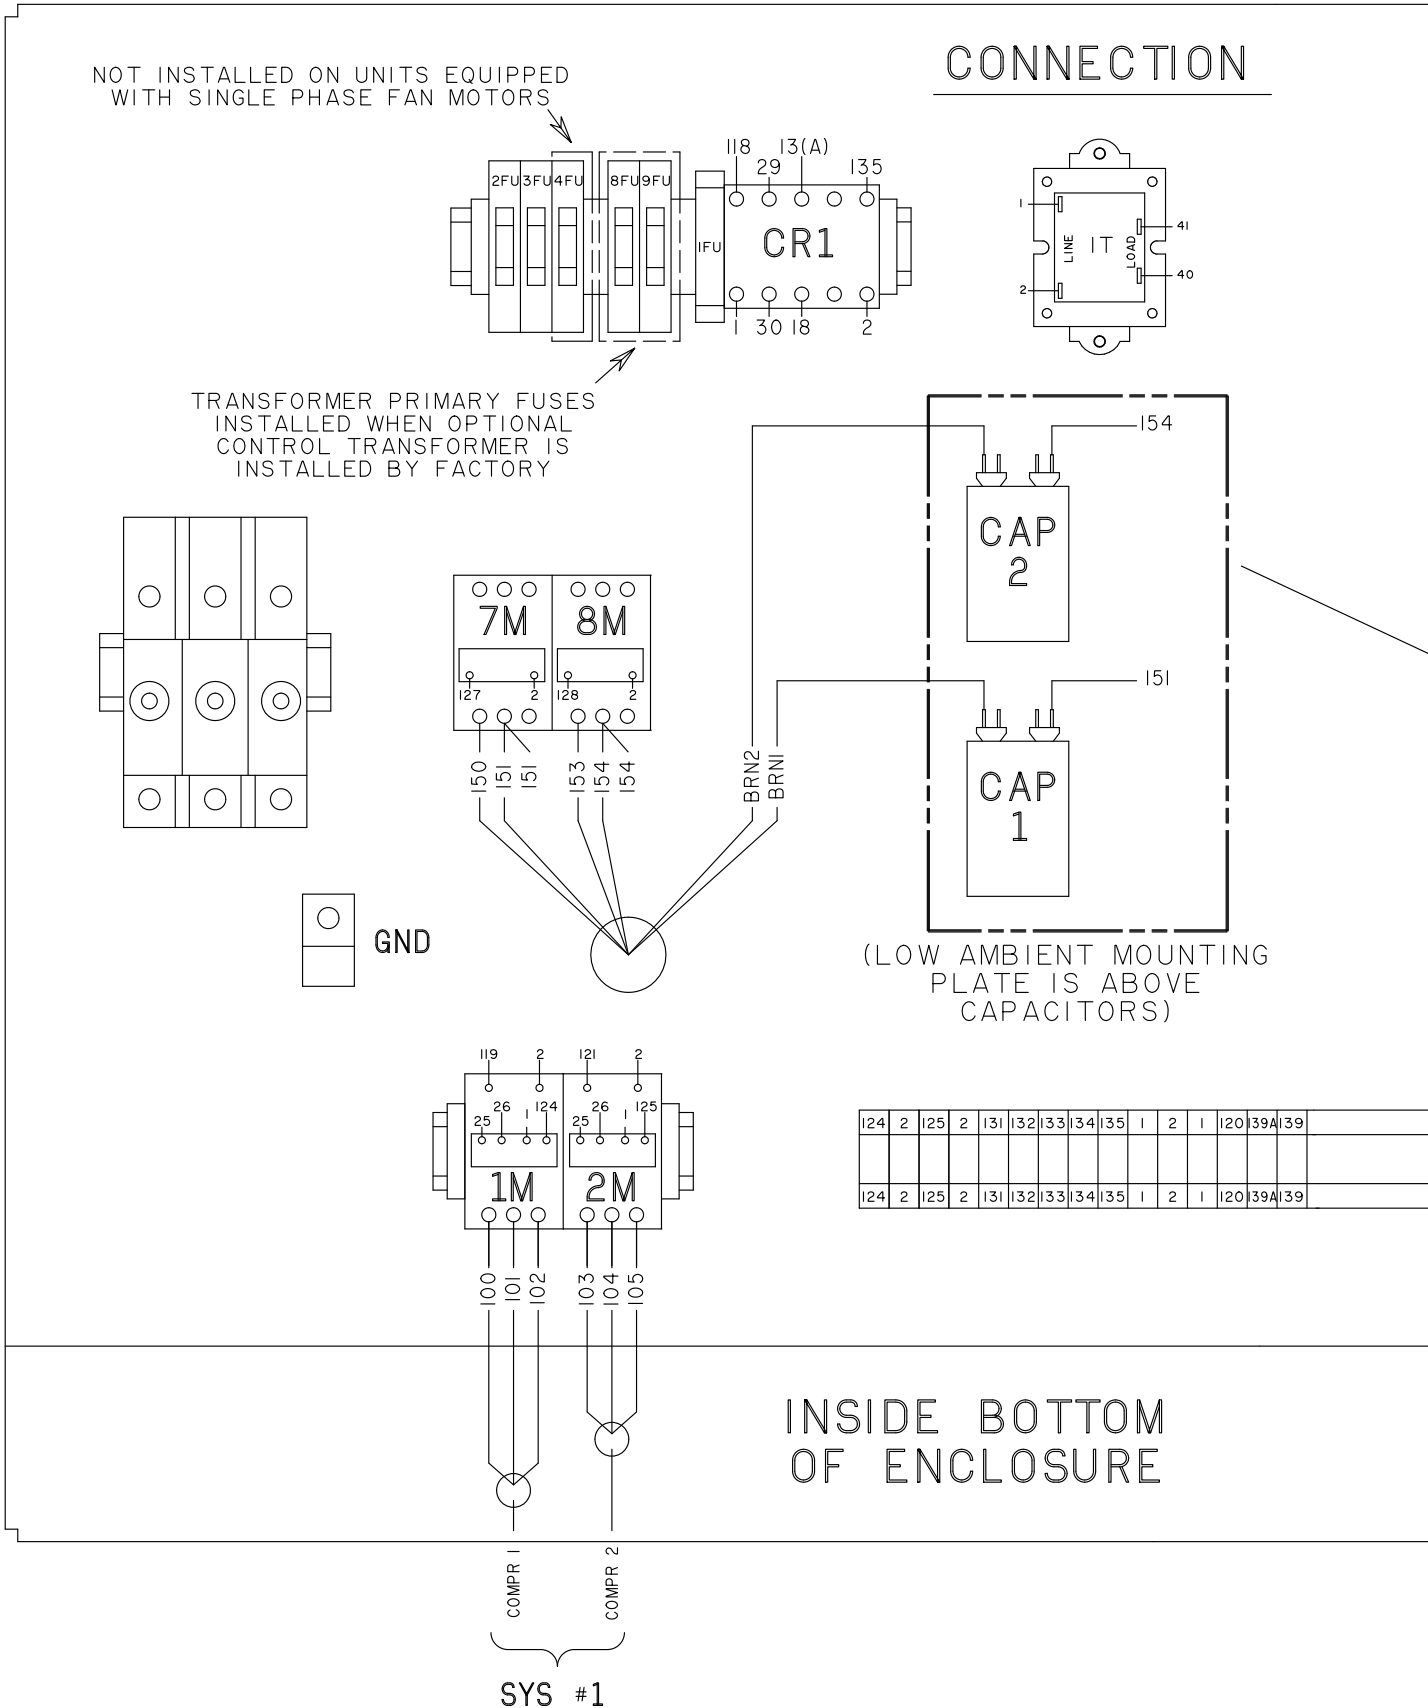 CONNECTION
NOT INSTALLED ON UNITS EQUIPPED
WITH SINGLE PHASE FAN MOTORS
118 13(A)
29 135
2FU 3FU 4FU 8FU 9FU
1FU
CR1
1 30 18 2
1
41
LINE 1T LOAD
2
40
TRANSFORMER PRIMARY FUSES
INSTALLED WHEN OPTIONAL
CONTROL TRANSFORMER IS
INSTALLED BY FACTORY
154
CAP
2
7M 8M
127 2 128 2
150 151 151 153 154 154
BRN2 BRN1
151
CAP
1
GND
(LOW AMBIENT MOUNTING
PLATE IS ABOVE
CAPACITORS)
119 2 121 2
25 26 1 124 25 26 1 125
1M 2M
100 101 102 103 104 105
124 2 125 2 131 132 133 134 135 1 2 1 120 139A 139
124 2 125 2 131 132 133 134 135 1 2 1 120 139A 139
INSIDE BOTTOM
OF ENCLOSURE
COMPR 1 COMPR 2
SYS #1